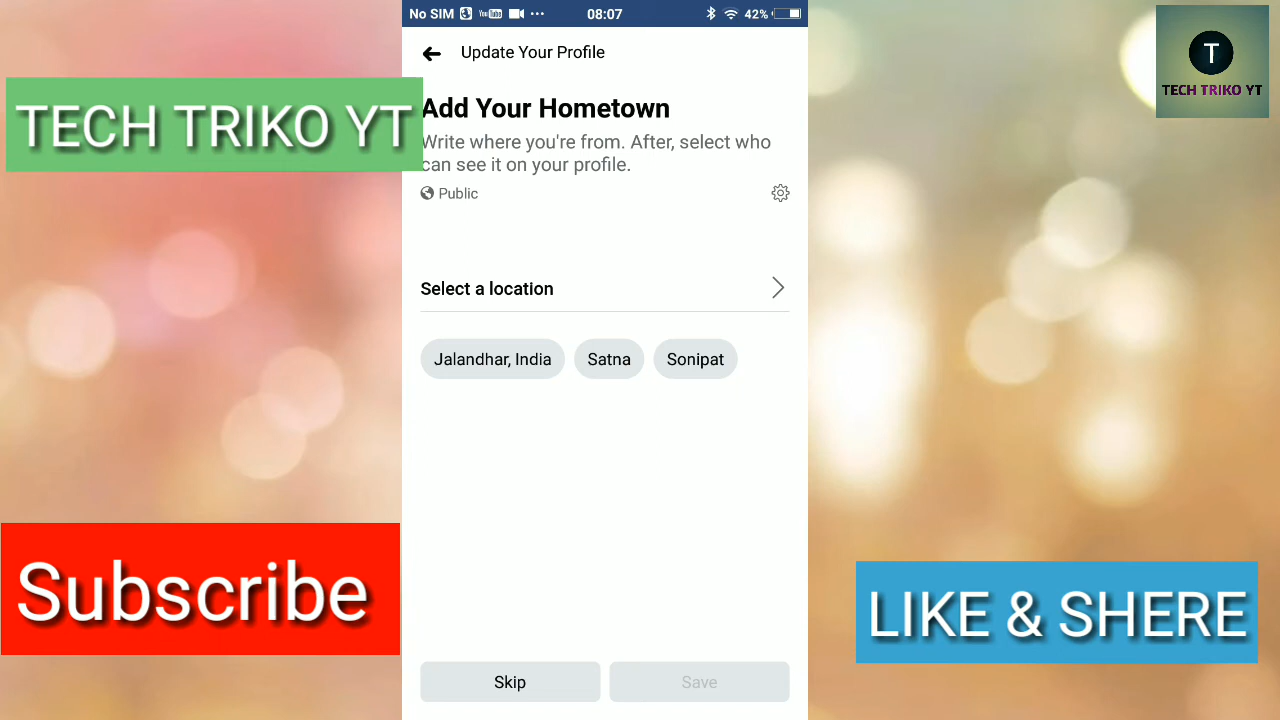 No SIM YouTube ... 08:07 42%
Update Your Profile
TECH TRIKO YT
Add Your Hometown
Write where you're from. After, select who
can see it on your profile.
Public
Select a location
Jalandhar, India Satna Sonipat
Skip Save
Subscribe
T
TECH TRIKO YT
LIKE & SHERE